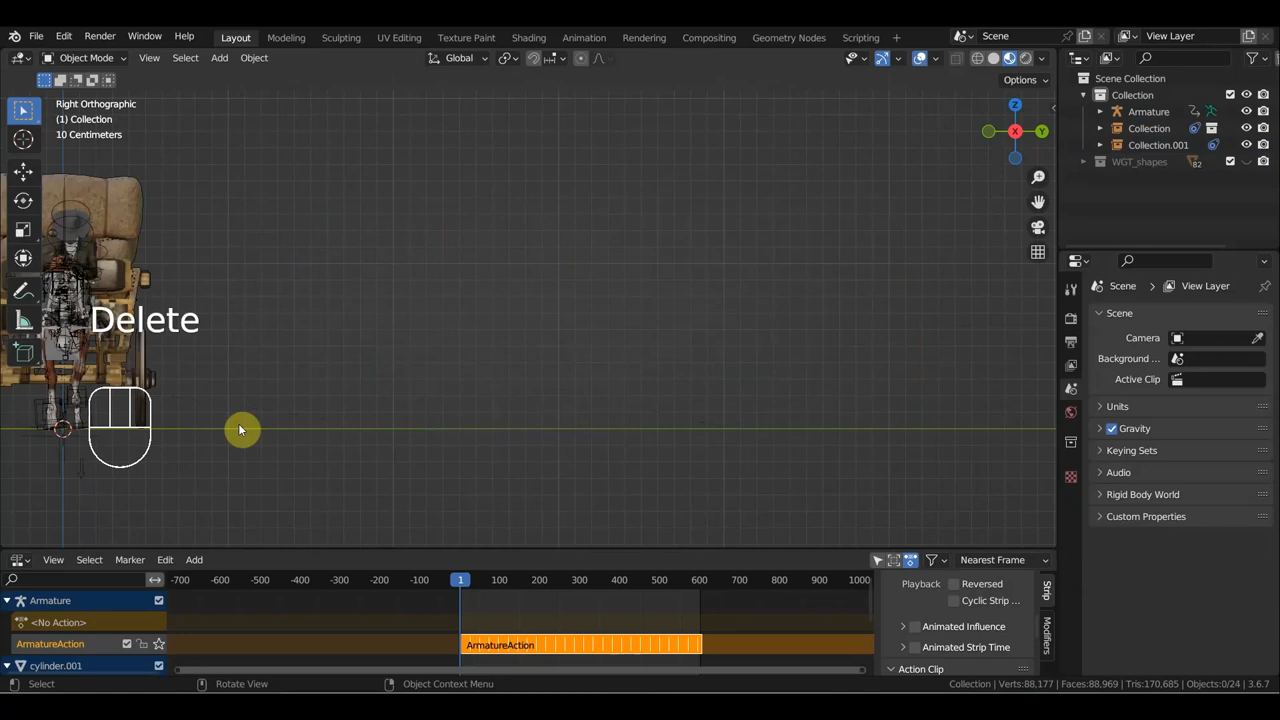 File Edit Render Window Help Layout Modeling Sculpting UV Editing Texture Paint Shading Animation Rendering Compositing Geometry Nodes Scripting + Scene View Layer
Object Mode View Select Add Object Global
Options
Right Orthographic
(1) Collection
10 Centimeters
Z
X
Y
Delete
Scene Collection
Collection
Armature
Collection
Collection.001
WGT_shapes
82
Scene > View Layer
Scene
Camera
Background ...
Active Clip
Units
Gravity
Keying Sets
Audio
Rigid Body World
Custom Properties
View Select Marker Edit Add Nearest Frame
-700 -600 -500 -400 -300 -200 -100 1 100 200 300 400 500 600 700 800 900 1000
Armature
<No Action>
ArmatureAction
ArmatureAction
cylinder.001
Playback Reversed
Cyclic Strip ...
Animated Influence
Animated Strip Time
Action Clip
Strip
Modifiers
Select Rotate View Object Context Menu Collection | Verts:88,177 | Faces:88,969 | Tris:170,685 | Objects:0/24 | 3.6.7